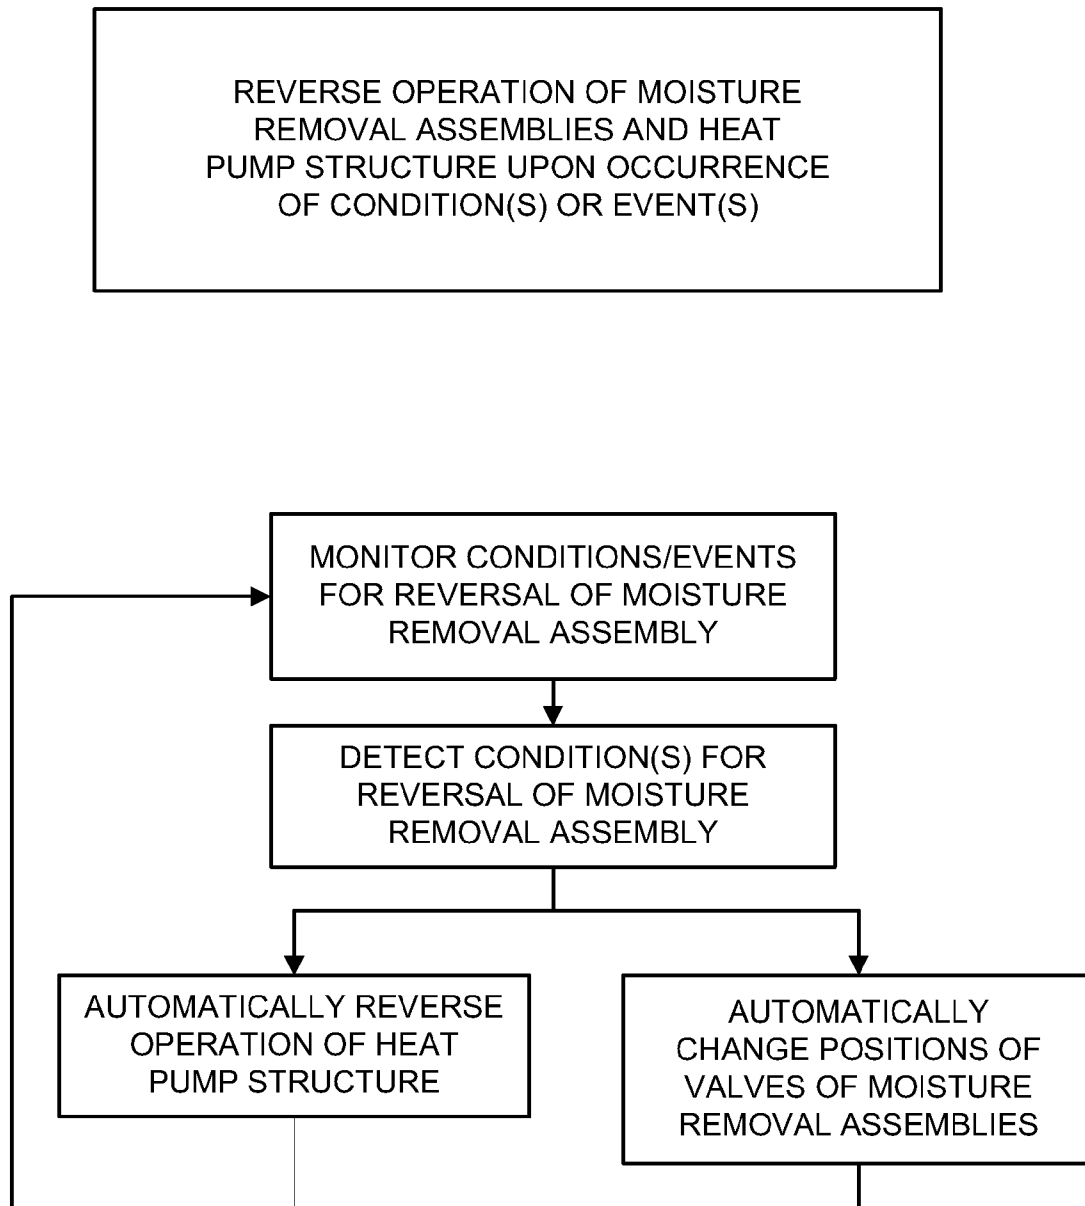 REVERSE OPERATION OF MOISTURE
REMOVAL ASSEMBLIES AND HEAT
PUMP STRUCTURE UPON OCCURRENCE
OF CONDITION(S) OR EVENT(S)
MONITOR CONDITIONS/EVENTS
FOR REVERSAL OF MOISTURE
REMOVAL ASSEMBLY
DETECT CONDITION(S) FOR
REVERSAL OF MOISTURE
REMOVAL ASSEMBLY
AUTOMATICALLY REVERSE
OPERATION OF HEAT
PUMP STRUCTURE
AUTOMATICALLY
CHANGE POSITIONS OF
VALVES OF MOISTURE
REMOVAL ASSEMBLIES